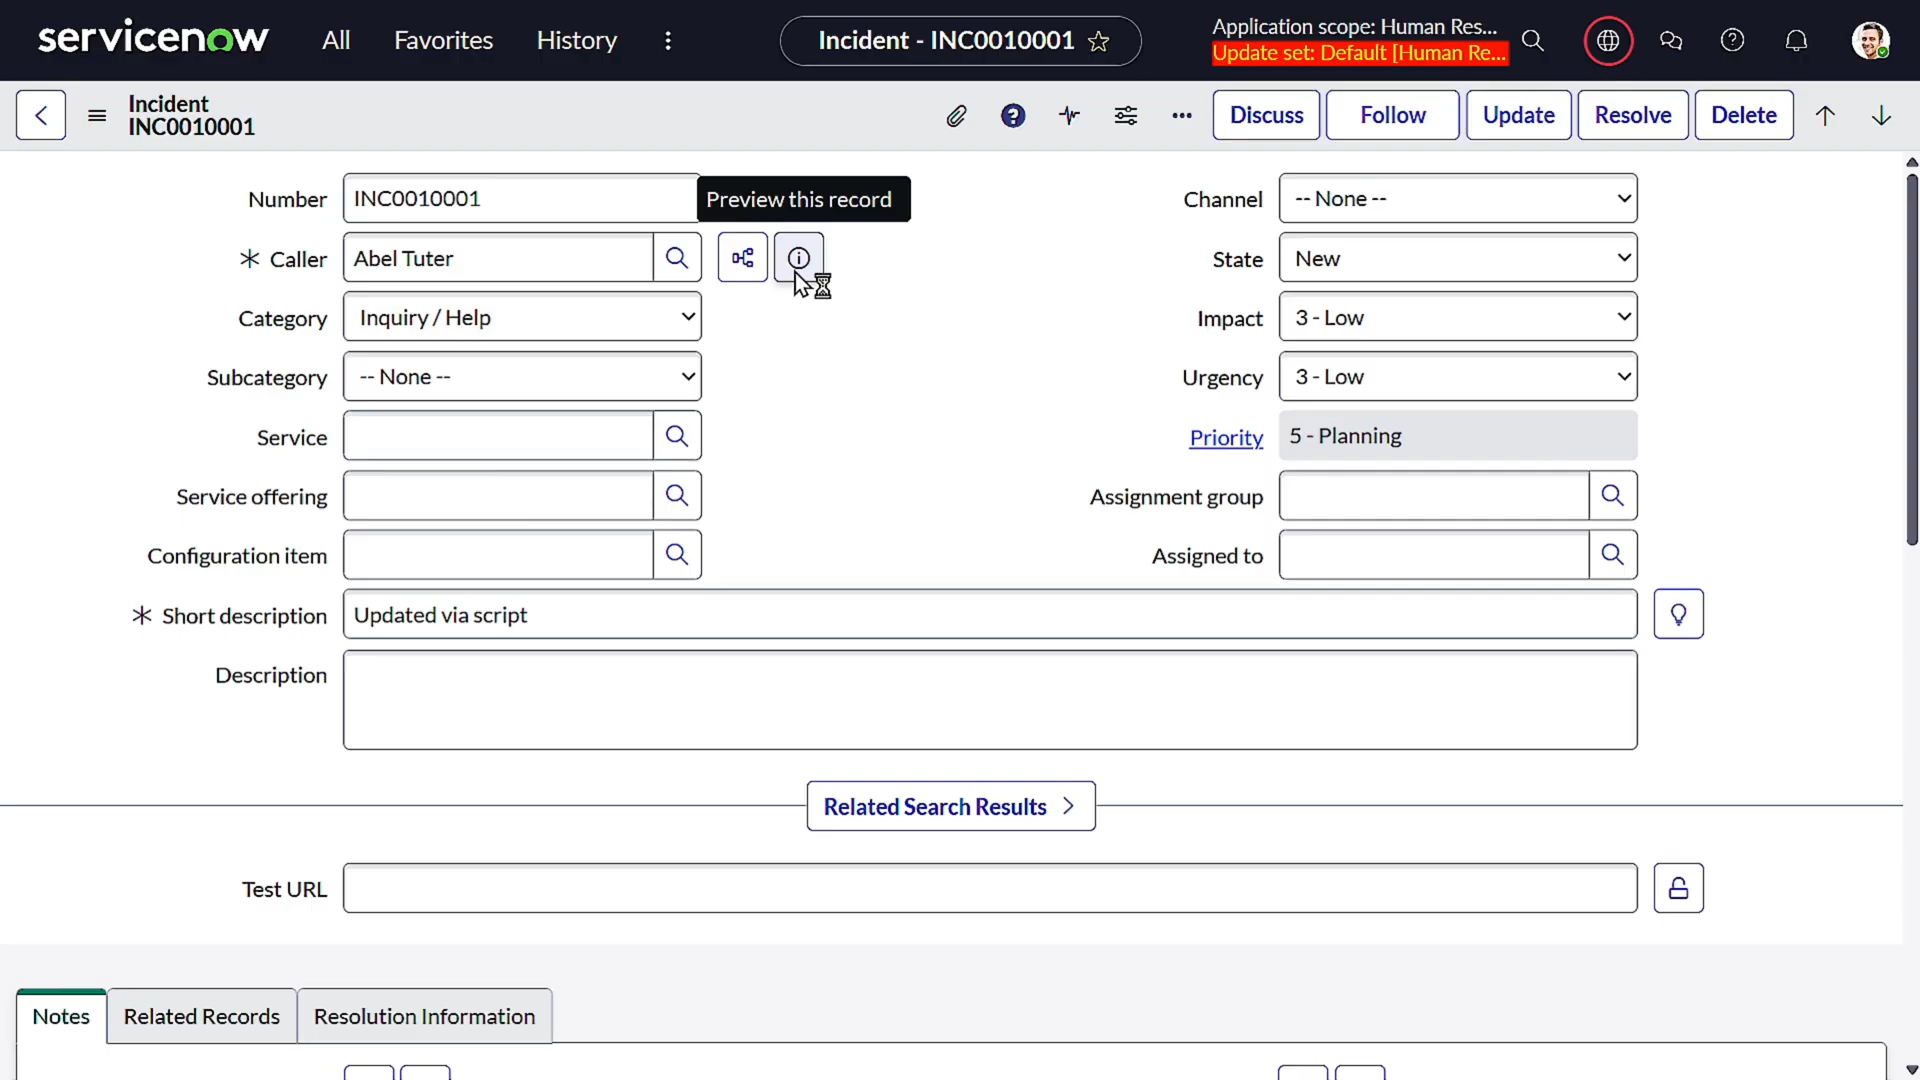 servicenow All Favorites History Incident - INC0010001 Application scope: Human Res...
Update set: Default [Human Re...
Incident
INC0010001
Discuss Follow Update Resolve Delete
Number INC0010001 Preview this record Channel -- None --
Caller Abel Tuter State New
Category Inquiry / Help Impact 3 - Low
Subcategory -- None -- Urgency 3 - Low
Service Priority 5 - Planning
Service offering Assignment group
Configuration item Assigned to
Short description Updated via script
Description
Related Search Results
Test URL
Notes Related Records Resolution Information